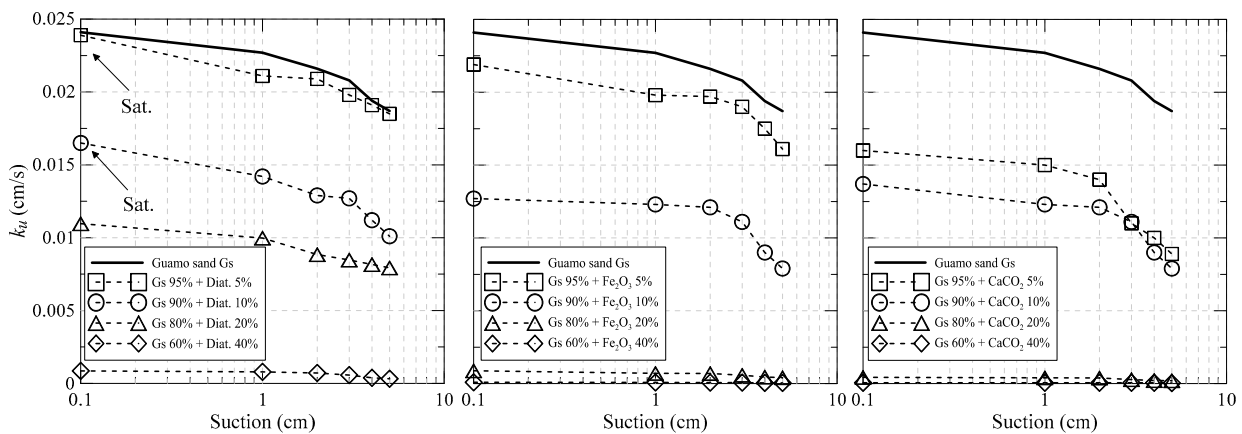 0.025
0.02
0.015
0.01
0.005
0
k_u (cm/s)
Sat.
Sat.
Guamo sand Gs
Gs 95% + Diat. 5%
Gs 90% + Diat. 10%
Gs 80% + Diat. 20%
Gs 60% + Diat. 40%
0.1 1 10
Suction (cm)
Guamo sand Gs
Gs 95% + Fe₂O₃ 5%
Gs 90% + Fe₂O₃ 10%
Gs 80% + Fe₂O₃ 20%
Gs 60% + Fe₂O₃ 40%
0.1 1 10
Suction (cm)
Guamo sand Gs
Gs 95% + CaCO₂ 5%
Gs 90% + CaCO₂ 10%
Gs 80% + CaCO₂ 20%
Gs 60% + CaCO₂ 40%
0.1 1 10
Suction (cm)